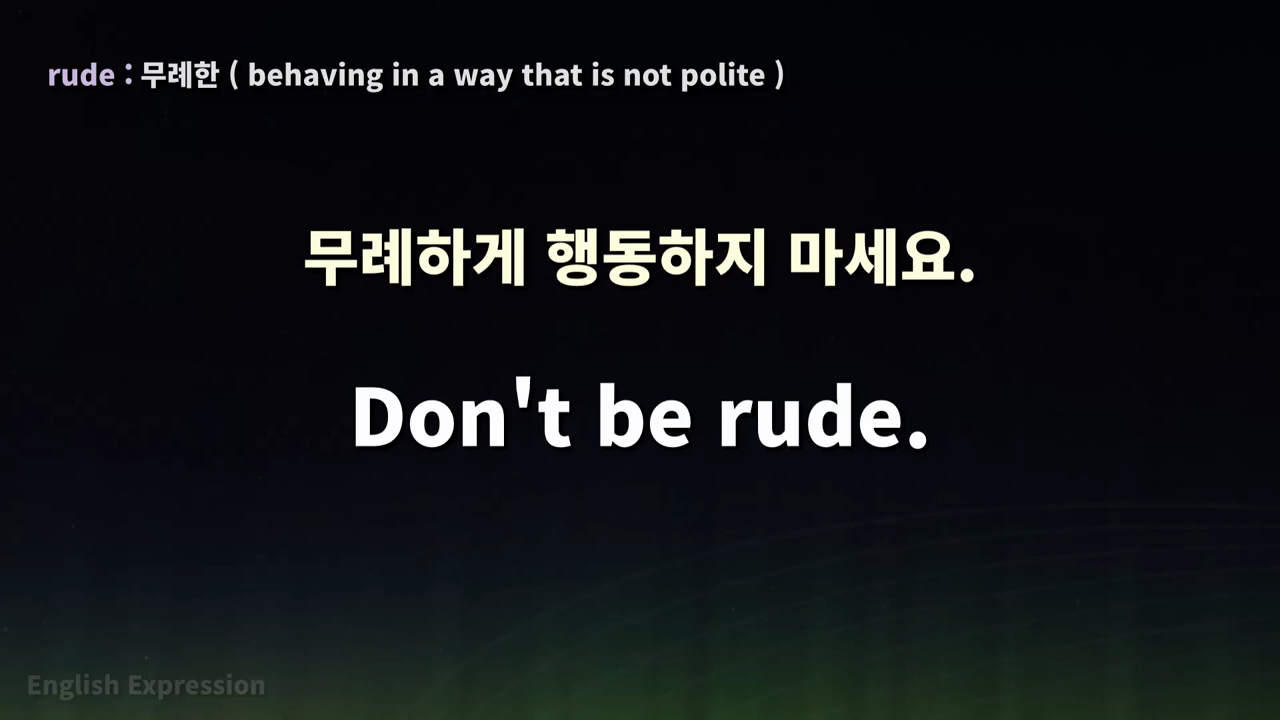 rude : 무례한 ( behaving in a way that is not polite )
무례하게 행동하지 마세요.
Don't be rude.
English Expression